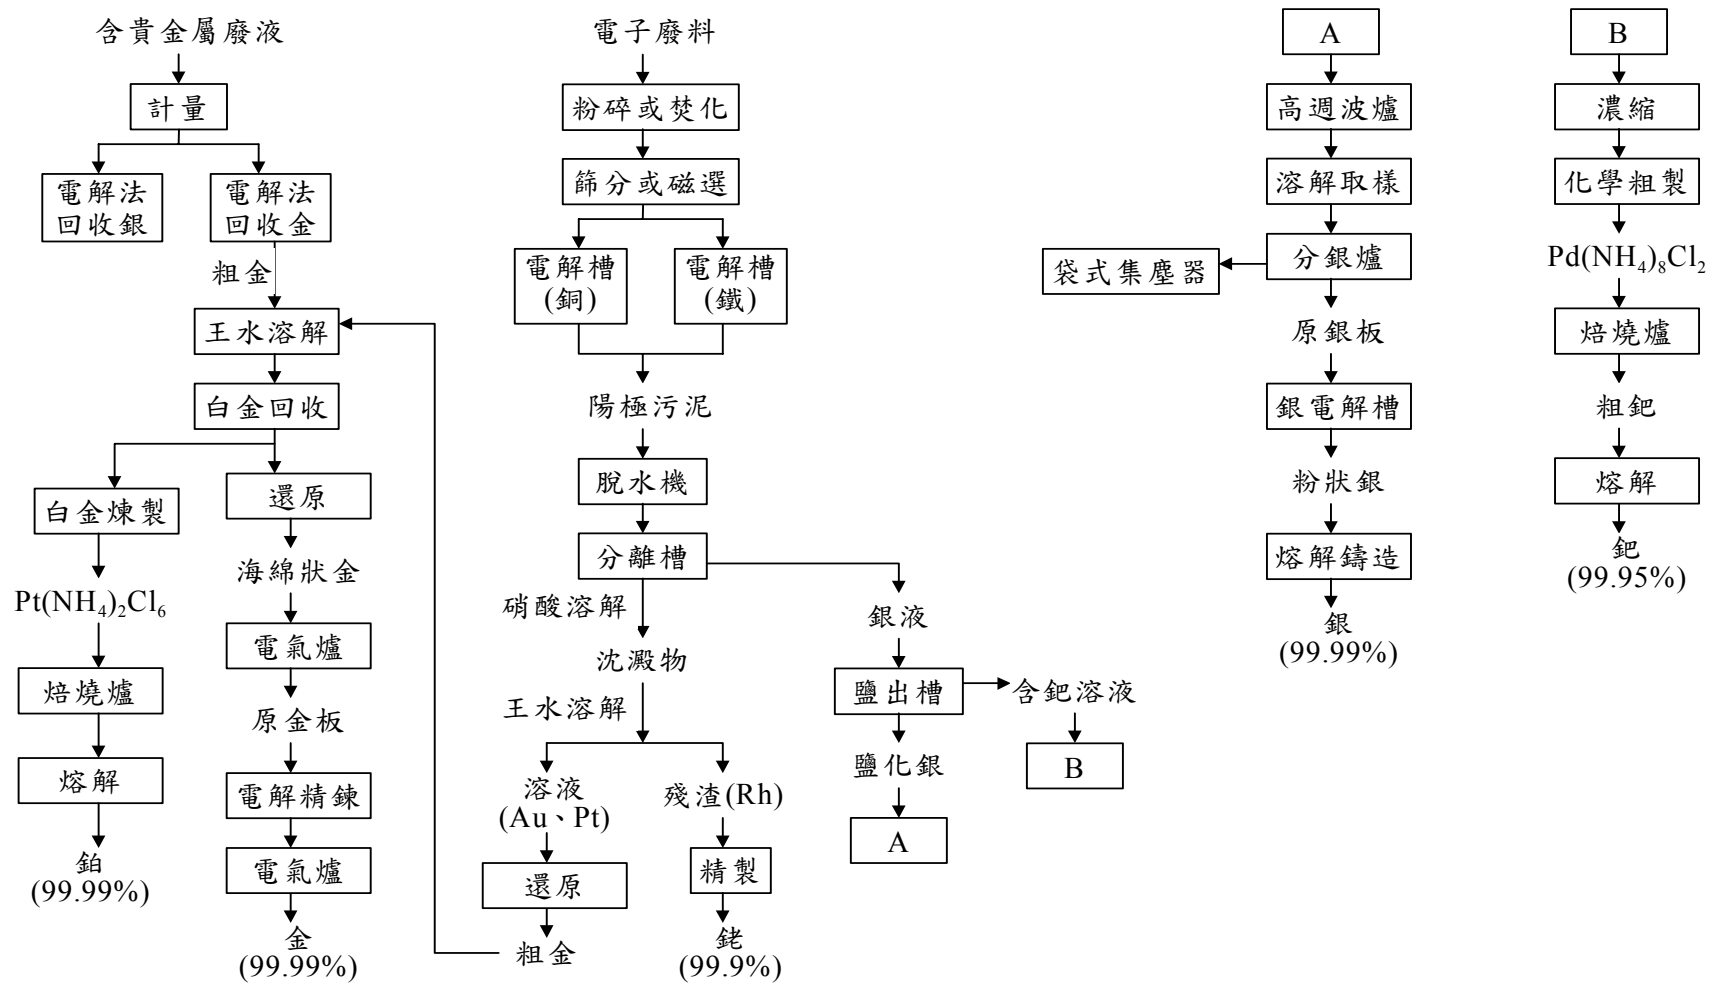 含貴金屬廢液
計量
電解法
回收銀
電解法
回收金
粗金
王水溶解
白金回收
白金煉製
Pt(NH₄)₂Cl₆
焙燒爐
熔解
鉑
(99.99%)
還原
海綿狀金
電氣爐
原金板
電解精鍊
電氣爐
金
(99.99%)
電子廢料
粉碎或焚化
篩分或磁選
電解槽
(銅)
電解槽
(鐵)
陽極污泥
脫水機
分離槽
硝酸溶解
沈澱物
王水溶解
溶液
(Au、Pt)
還原
粗金
殘渣(Rh)
精製
銠
(99.9%)
銀液
鹽出槽
鹽化銀
A
含鈀溶液
B
A
高週波爐
溶解取樣
分銀爐
袋式集塵器
原銀板
銀電解槽
粉狀銀
熔解鑄造
銀
(99.99%)
B
濃縮
化學粗製
Pd(NH₄)₈Cl₂
焙燒爐
粗鈀
熔解
鈀
(99.95%)